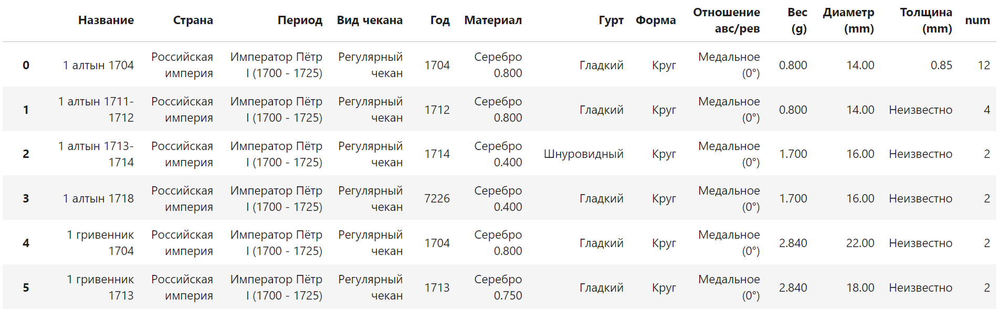 Название Страна Период Вид чекана Год Материал Гурт Форма Отношение авс/рев Вес (g) Диаметр (mm) Толщина (mm) num
0 1 алтын 1704 Российская империя Император Пётр I (1700 - 1725) Регулярный чекан 1704 Серебро 0.800 Гладкий Круг Медальное (0°) 0.800 14.00 0.85 12
1 1 алтын 1711-1712 Российская империя Император Пётр I (1700 - 1725) Регулярный чекан 1712 Серебро 0.800 Гладкий Круг Медальное (0°) 0.800 14.00 Неизвестно 4
2 1 алтын 1713-1714 Российская империя Император Пётр I (1700 - 1725) Регулярный чекан 1714 Серебро 0.400 Шнуровидный Круг Медальное (0°) 1.700 16.00 Неизвестно 2
3 1 алтын 1718 Российская империя Император Пётр I (1700 - 1725) Регулярный чекан 7226 Серебро 0.400 Гладкий Круг Медальное (0°) 1.700 16.00 Неизвестно 2
4 1 гривенник 1704 Российская империя Император Пётр I (1700 - 1725) Регулярный чекан 1704 Серебро 0.800 Гладкий Круг Медальное (0°) 2.840 22.00 Неизвестно 2
5 1 гривенник 1713 Российская империя Император Пётр I (1700 - 1725) Регулярный чекан 1713 Серебро 0.750 Гладкий Круг Медальное (0°) 2.840 18.00 Неизвестно 2